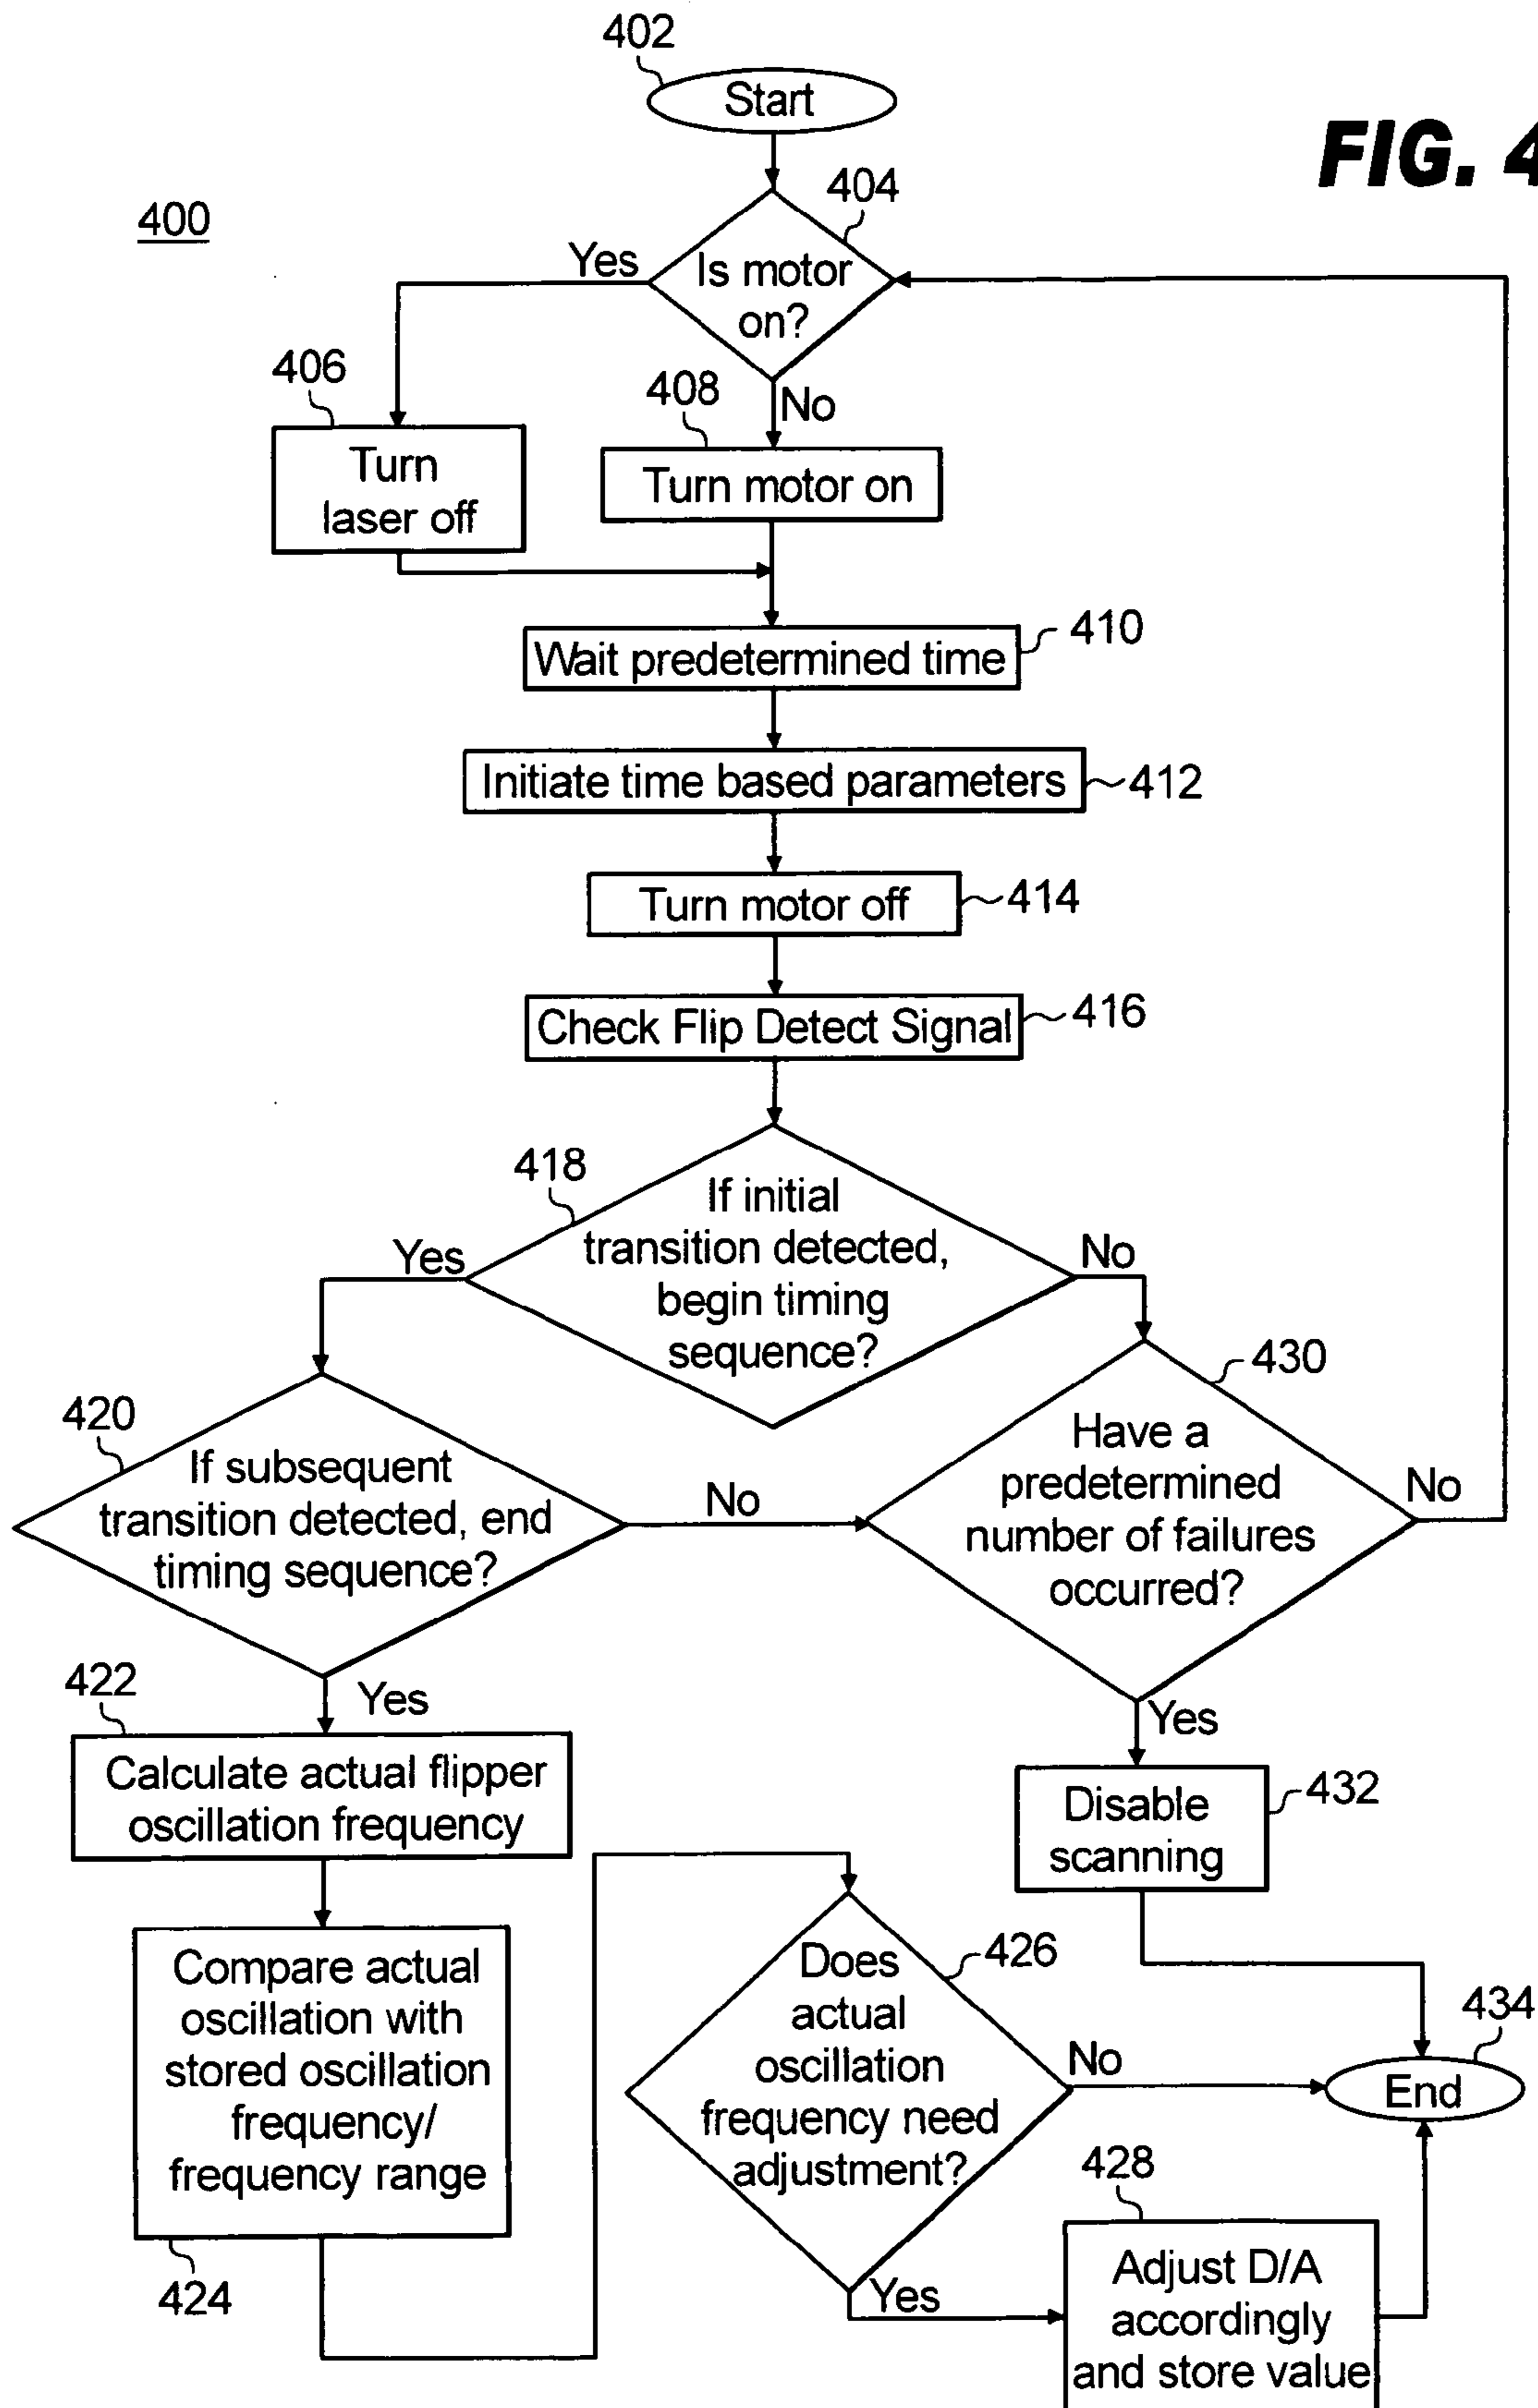 402
Start
FIG. 4
400
404
Yes
Is motor
on?
406
408
No
Turn
laser off
Turn motor on
Wait predetermined time
410
Initiate time based parameters
412
Turn motor off
414
Check Flip Detect Signal
416
418
If initial
transition detected,
begin timing
sequence?
Yes
No
420
If subsequent
transition detected, end
timing sequence?
No
430
Have a
predetermined
number of failures
occurred?
No
422
Yes
Yes
Calculate actual flipper
oscillation frequency
Disable
scanning
432
Compare actual
oscillation with
stored oscillation
frequency/
frequency range
424
Does
actual
oscillation
frequency need
adjustment?
426
No
434
End
Yes
428
Adjust D/A
accordingly
and store value